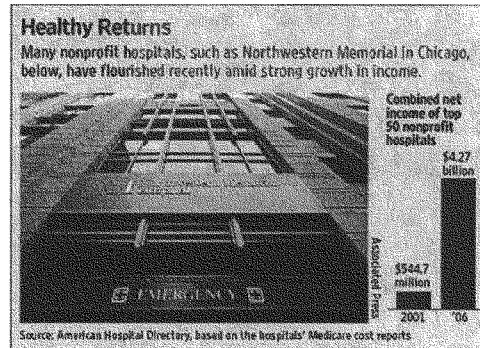 Healthy Returns
Many nonprofit hospitals, such as Northwestern Memorial in Chicago,
below, have flourished recently amid strong growth in income.
Combined net
income of top
50 nonprofit
hospitals
$4.27
billion
$544.7
million
2001
'06
EMERGENCY
Associated Press
Source: American Hospital Directory, based on the hospitals' Medicare cost reports